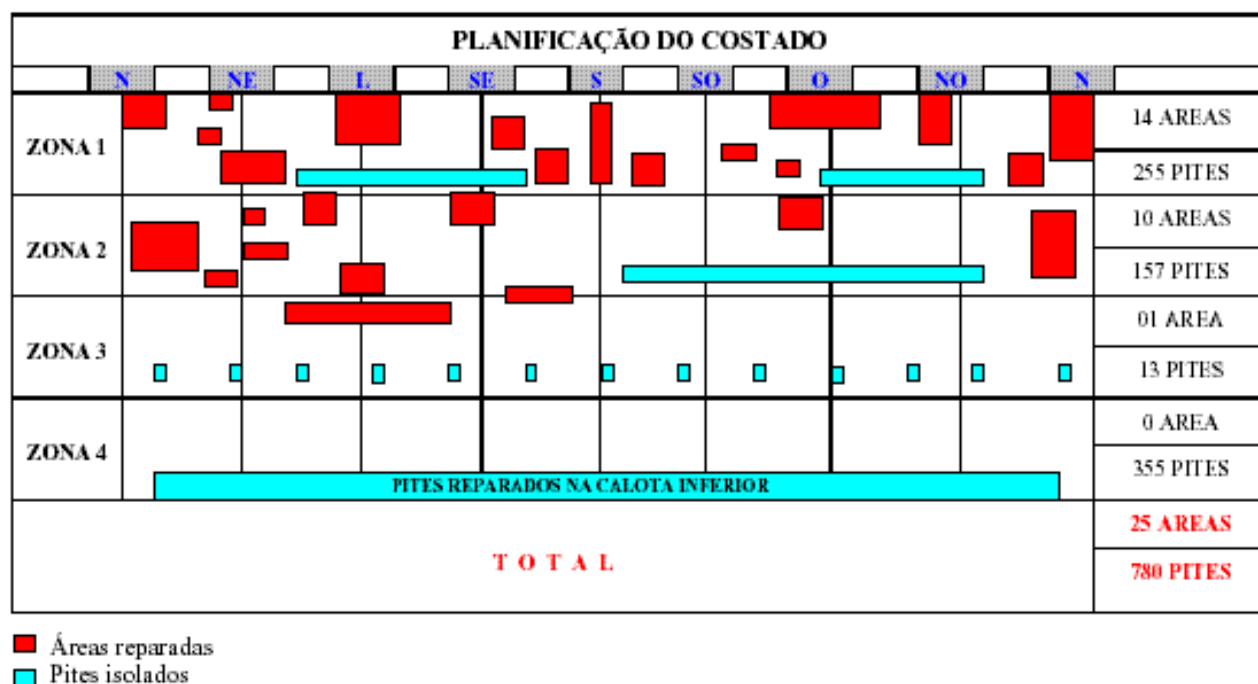 PLANIFICAÇÃO DO COSTADO
N NE L SE S SO O NO N
ZONA 1
14 AREAS
255 PITES
ZONA 2
10 AREAS
157 PITES
ZONA 3
01 AREA
13 PITES
ZONA 4
0 AREA
355 PITES
PITES REPARADOS NA CALOTA INFERIOR
T O T A L
25 AREAS
780 PITES
Áreas reparadas
Pites isolados